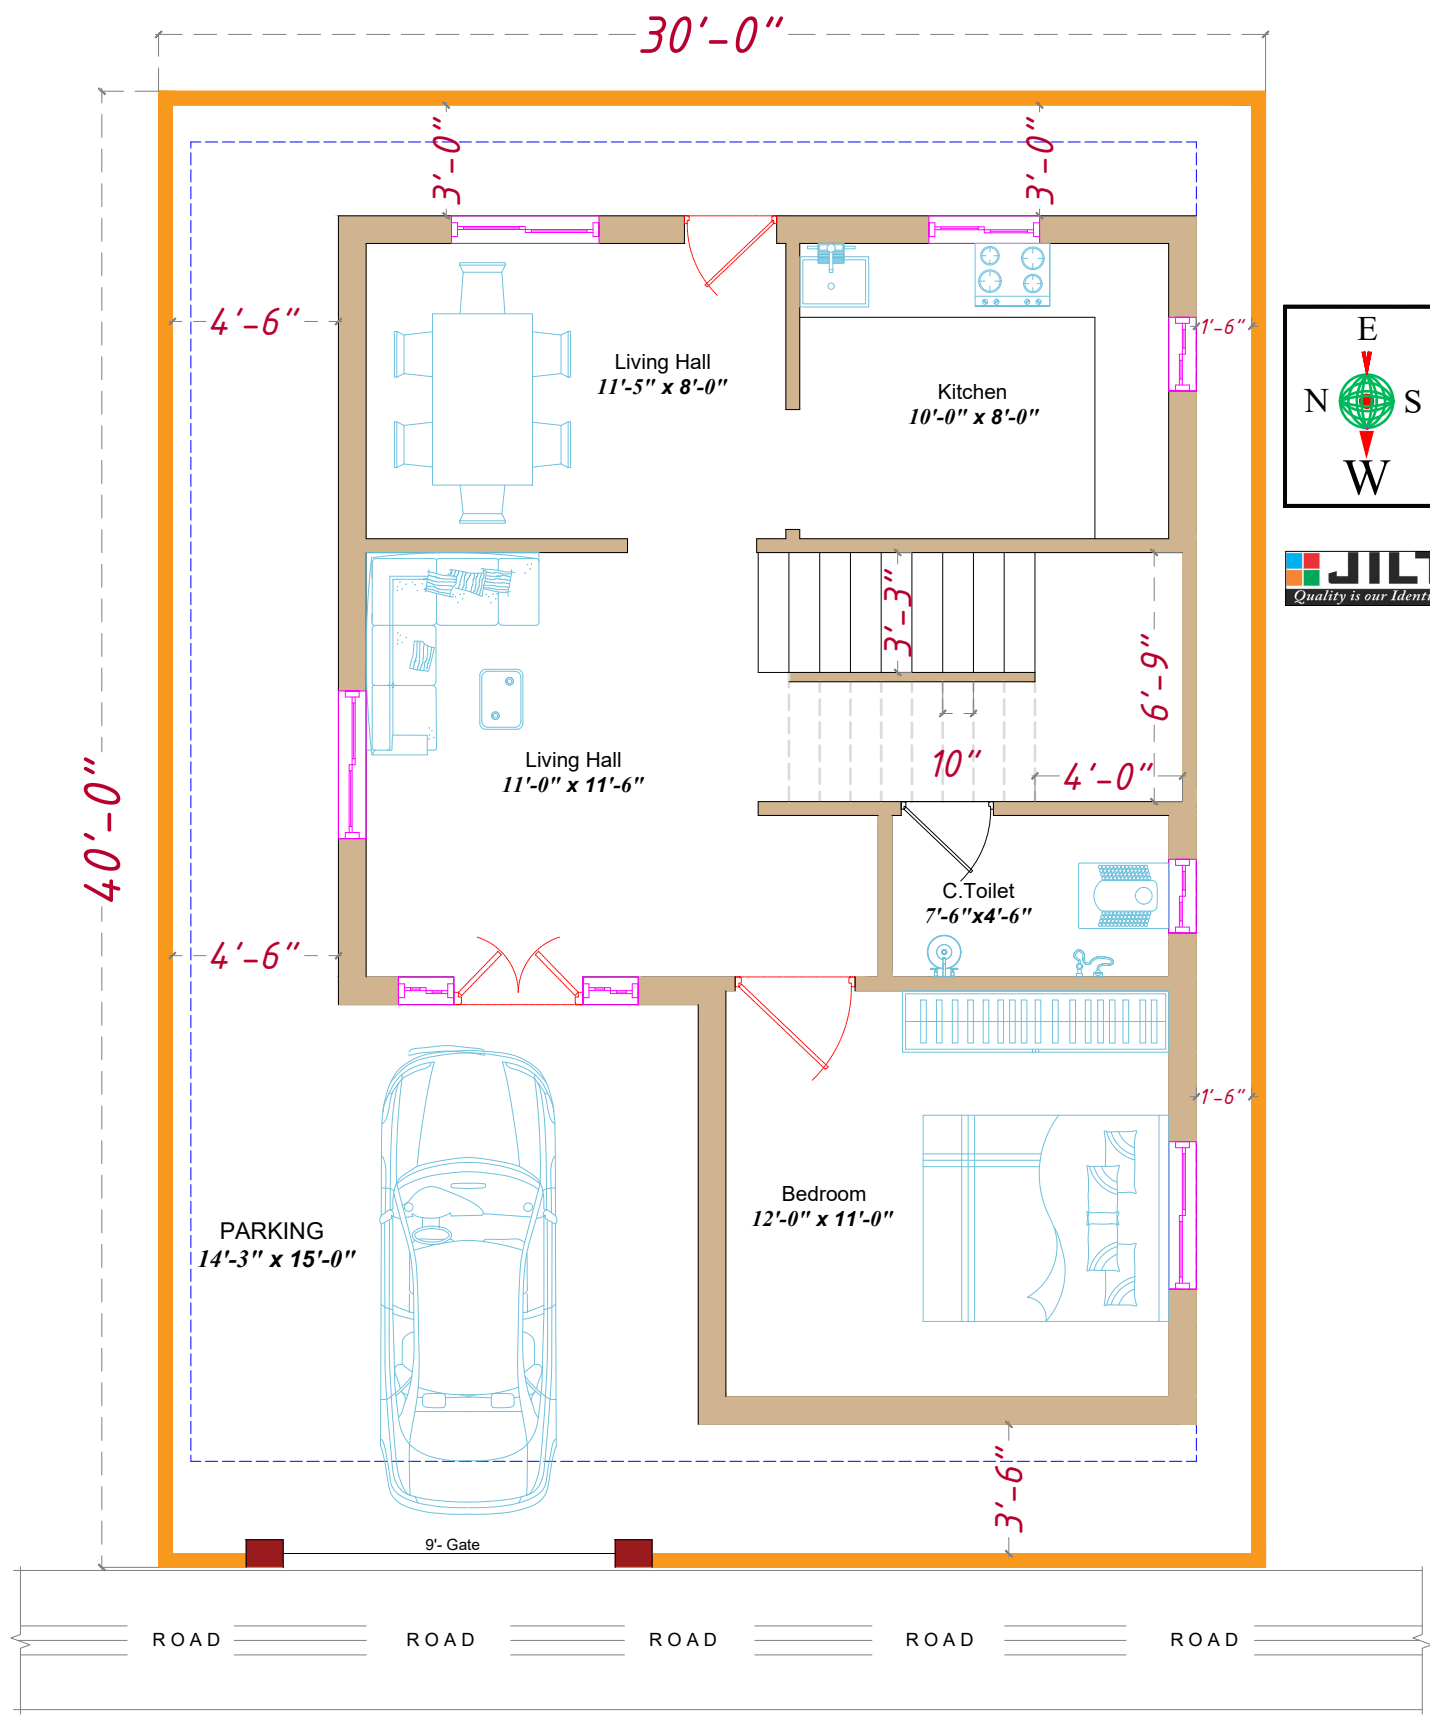 30'-0"
3'-0"
3'-0"
4'-6"
1'-6"
E
N S
W
Living Hall
11'-5" x 8'-0"
Kitchen
10'-0" x 8'-0"
Quality is our
3'-3"
6'-9"
40'-0"
Living Hall
11'-0" x 11'-6"
10"
4'-0"
C.Toilet
7'-6"x4'-6"
4'-6"
1'-6"
Bedroom
12'-0" x 11'-0"
PARKING
14'-3" x 15'-0"
3'-6"
9'- Gate
ROAD ROAD ROAD ROAD ROAD